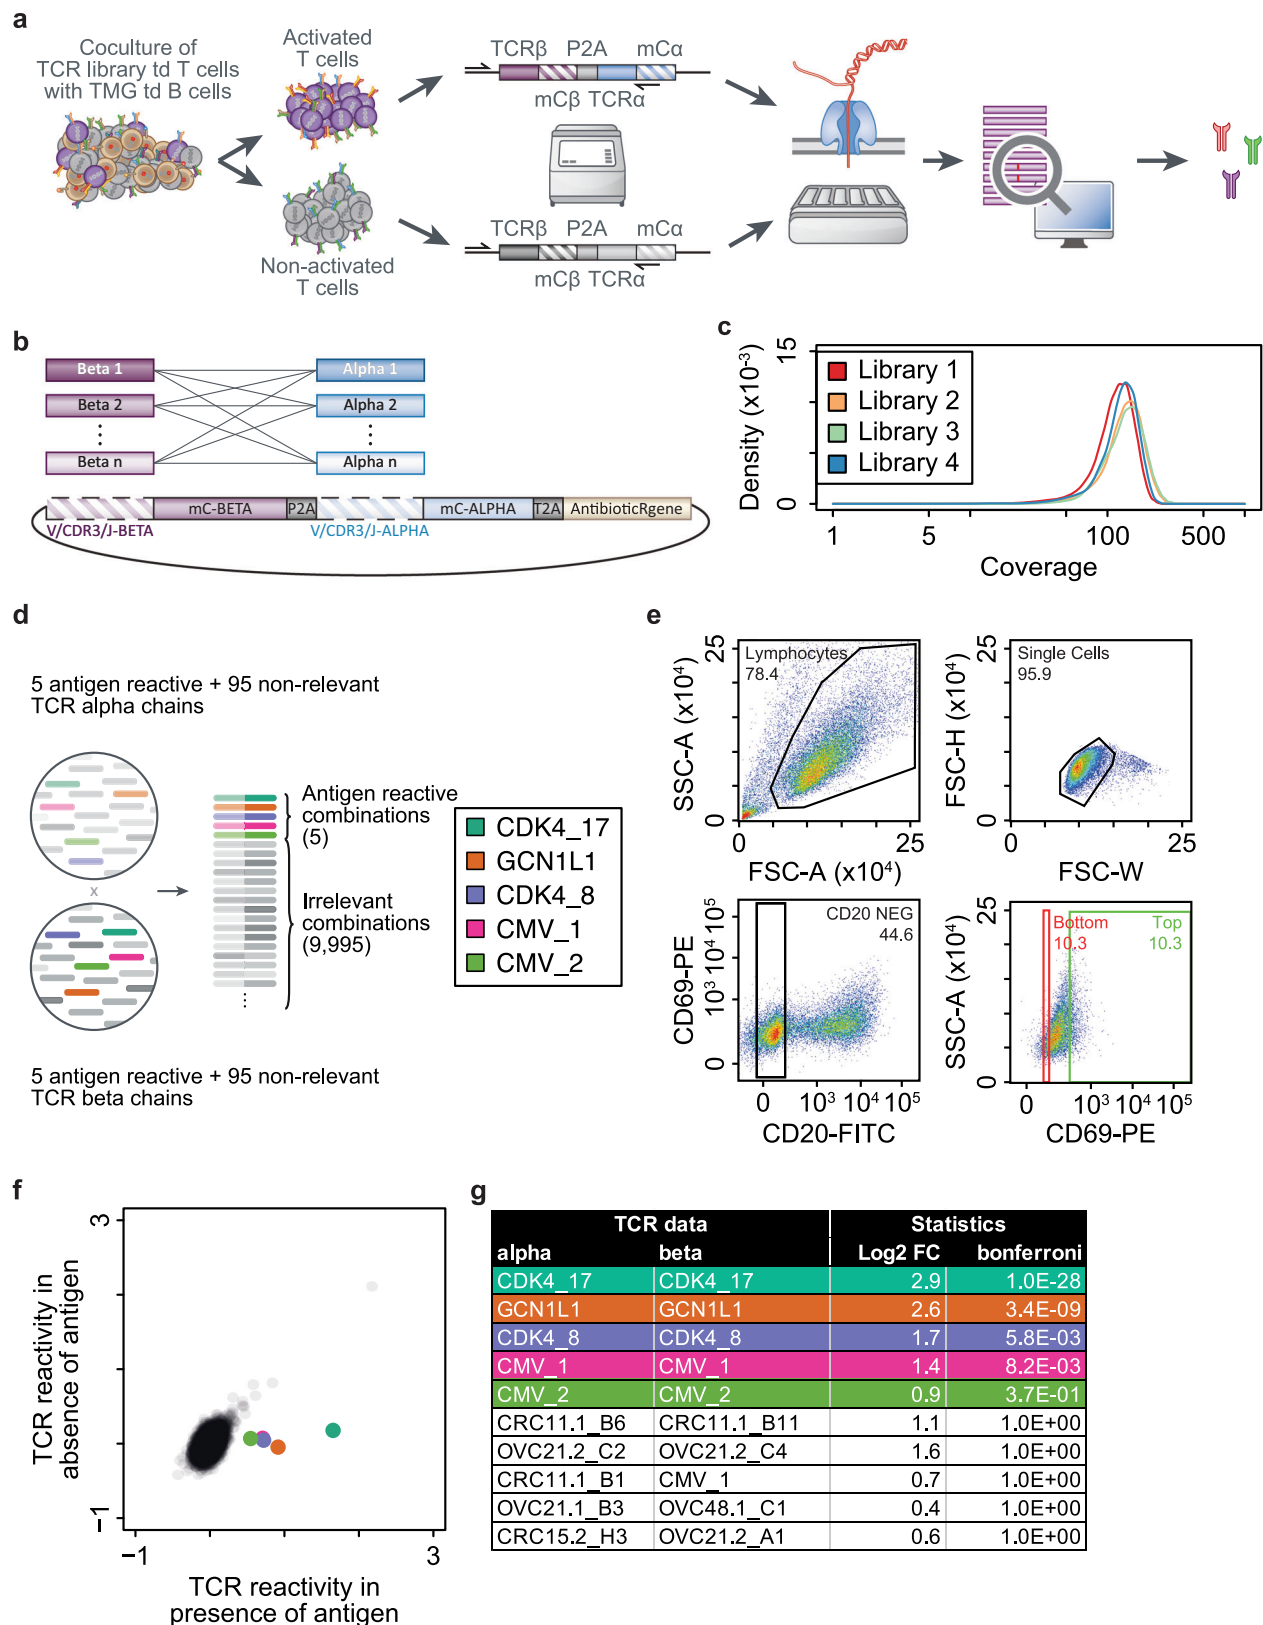 a
Coculture of
TCR library td T cells
with TMG td B cells
Activated
T cells
Non-activated
T cells
TCRβ P2A mCα
mCβ TCRα
TCRβ P2A mCα
mCβ TCRα
b
Beta 1
Alpha 1
Beta 2
Alpha 2
Beta n
Alpha n
mC-BETA P2A mC-ALPHA T2A AntibioticRgene
V/CDR3/J-BETA V/CDR3/J-ALPHA
c
Density (x10⁻³)
15
0
Library 1
Library 2
Library 3
Library 4
1 5 100 500
Coverage
d
5 antigen reactive + 95 non-relevant
TCR alpha chains
x
5 antigen reactive + 95 non-relevant
TCR beta chains
Antigen reactive
combinations
(5)
Irrelevant
combinations
(9,995)
CDK4_17
GCN1L1
CDK4_8
CMV_1
CMV_2
e
Lymphocytes
78.4
SSC-A (x10⁴)
25
0
0 25
FSC-A (x10⁴)
Single Cells
95.9
FSC-H (x10⁴)
25
0
0 25
FSC-W
CD20 NEG
44.6
CD69-PE
0 10³ 10⁴ 10⁵
0 10³ 10⁴ 10⁵
CD20-FITC
Bottom
10.3
Top
10.3
SSC-A (x10⁴)
25
0
0 10³ 10⁴ 10⁵
CD69-PE
f
TCR reactivity in
absence of antigen
3
−1
−1 3
TCR reactivity in
presence of antigen
g
TCR data Statistics
alpha beta Log2 FC bonferroni
CDK4_17 CDK4_17 2.9 1.0E-28
GCN1L1 GCN1L1 2.6 3.4E-09
CDK4_8 CDK4_8 1.7 5.8E-03
CMV_1 CMV_1 1.4 8.2E-03
CMV_2 CMV_2 0.9 3.7E-01
CRC11.1_B6 CRC11.1_B11 1.1 1.0E+00
OVC21.2_C2 OVC21.2_C4 1.6 1.0E+00
CRC11.1_B1 CMV_1 0.7 1.0E+00
OVC21.1_B3 OVC48.1_C1 0.4 1.0E+00
CRC15.2_H3 OVC21.2_A1 0.6 1.0E+00